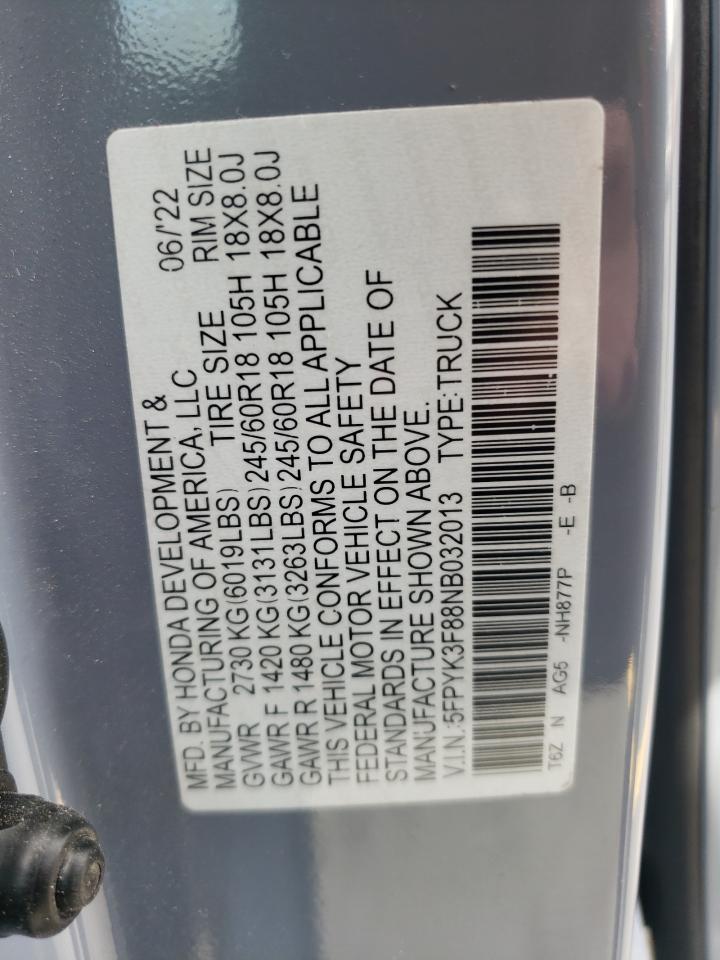 MFD. BY HONDA DEVELOPMENT & 06/'22
MANUFACTURING OF AMERICA, LLC
GVWR 2730 KG(6019LBS) TIRE SIZE RIM SIZE
GAWR F 1420 KG(3131LBS) 245/60R18 105H 18X8.0J
GAWR R 1480 KG(3263LBS) 245/60R18 105H 18X8.0J
THIS VEHICLE CONFORMS TO ALL APPLICABLE
FEDERAL MOTOR VEHICLE SAFETY
STANDARDS IN EFFECT ON THE DATE OF
MANUFACTURE SHOWN ABOVE.
V.I.N.:5FPYK3F88NB032013 TYPE:TRUCK
T6Z N AG5 -NH877P -E -B